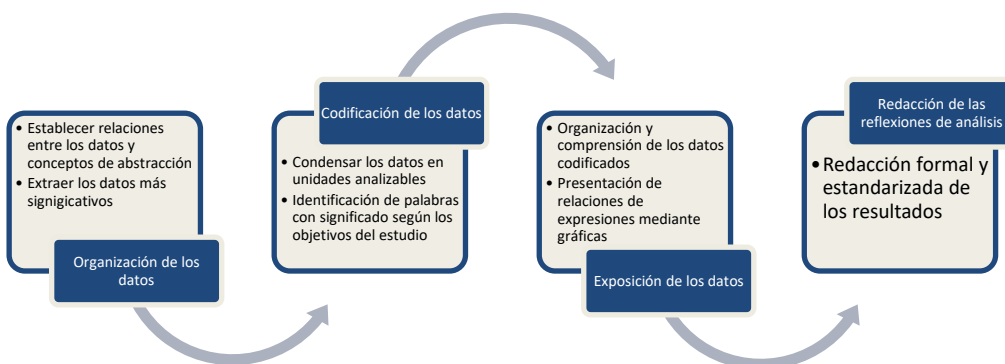 • Establecer relaciones
entre los datos y
conceptos de abstracción
• Extraer los datos más
signigicativos
Organización de los
datos
Codificación de los datos
• Condensar los datos en
unidades analizables
• Identificación de palabras
con significado según los
objetivos del estudio
• Organización y
comprensión de los datos
codificados
• Presentación de
relaciones de
expresiones mediante
gráficas
Exposición de los datos
Redacción de las
reflexiones de análisis
• Redacción formal y
estandarizada de
los resultados